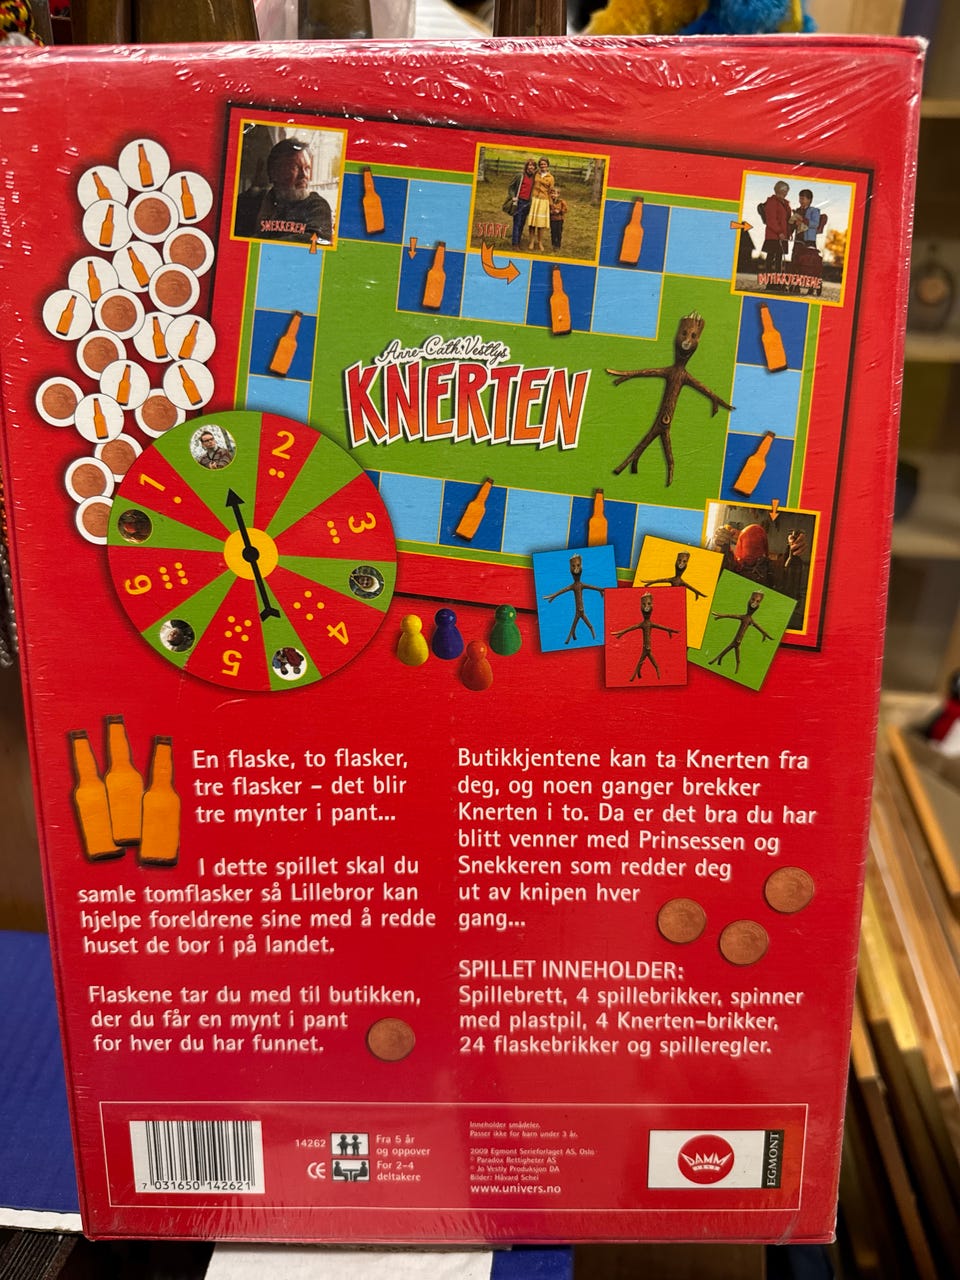 SNEKKEREN
START
BUTIKKJENTENE
Anne-Cath. Vestlys
KNERTEN
1
2
3
4
5
6
En flaske, to flasker,
tre flasker – det blir
tre mynter i pant...
I dette spillet skal du
samle tomflasker så Lillebror kan
hjelpe foreldrene sine med å redde
huset de bor i på landet.
Flaskene tar du med til butikken,
der du får en mynt i pant
for hver du har funnet.
Butikkjentene kan ta Knerten fra
deg, og noen ganger brekker
Knerten i to. Da er det bra du har
blitt venner med Prinsessen og
Snekkeren som redder deg
ut av knipen hver
gang...
SPILLET INNEHOLDER:
Spillebrett, 4 spillebrikker, spinner
med plastpil, 4 Knerten-brikker,
24 flaskebrikker og spilleregler.
7 031650 142621
14262
CE
Fra 5 år
og oppover
For 2–4
deltakere
Inneholder smådeler.
Passer ikke for barn under 3 år.
2009 Egmont Serieforlaget AS, Oslo
© Paradox Rettigheter AS
© Jo Vestly Produksjon DA
Bilder: Håvard Schei
www.univers.no
DAMM
EGMONT